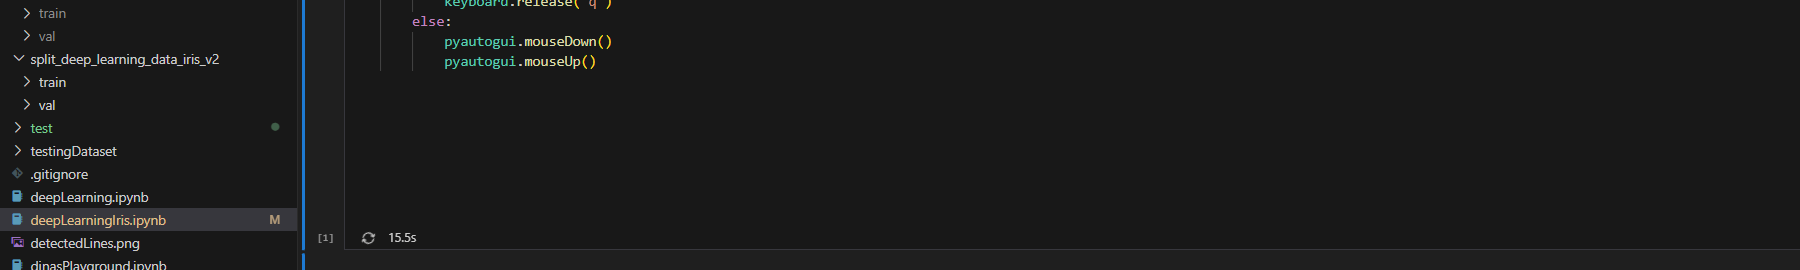 train
val
split_deep_learning_data_iris_v2
train
val
test
testingDataset
.gitignore
deepLearning.ipynb
deepLearningIris.ipynb M
detectedLines.png
dinasPlayground.ipynb
keyboard.release('q')
else:
pyautogui.mouseDown()
pyautogui.mouseUp()
[1] 15.5s